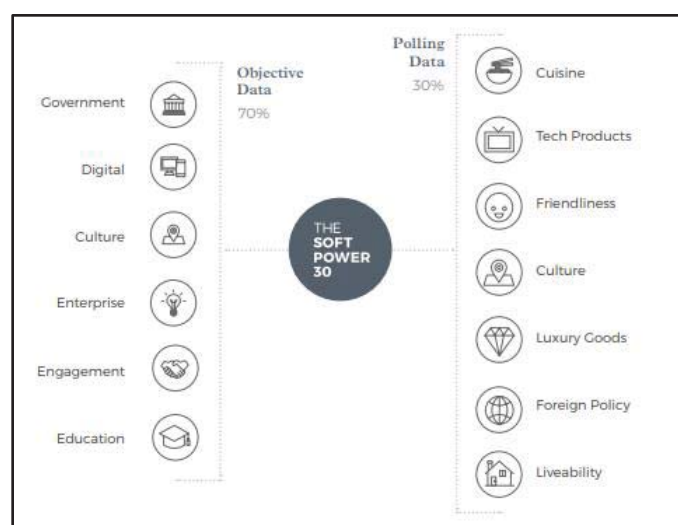 Objective
Data
70%
Government
Digital
Culture
Enterprise
Engagement
Education
THE
SOFT
POWER
30
Polling
Data
30%
Cuisine
Tech Products
Friendliness
Culture
Luxury Goods
Foreign Policy
Liveability